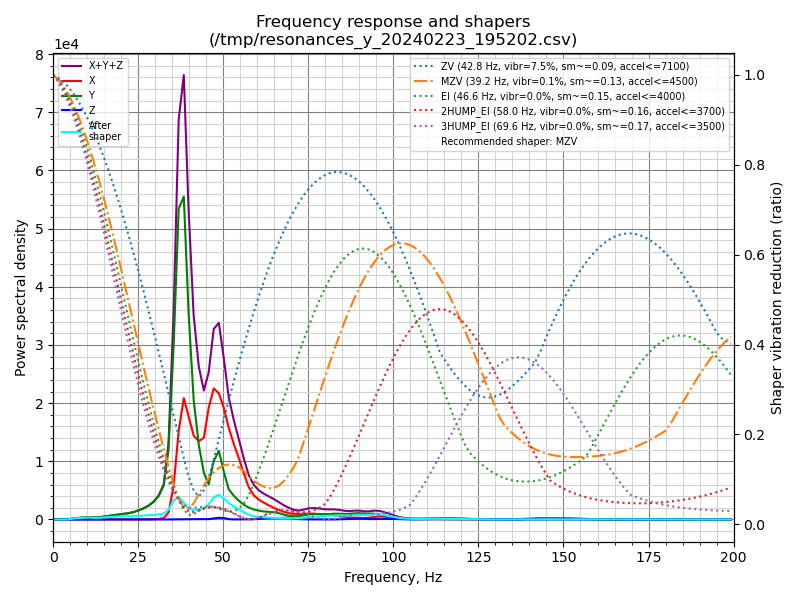 Frequency response and shapers
(/tmp/resonances_y_20240223_195202.csv)
1e4
X+Y+Z
X
Y
Z
After
shaper
ZV (42.8 Hz, vibr=7.5%, sm~=0.09, accel<=7100)
MZV (39.2 Hz, vibr=0.1%, sm~=0.13, accel<=4500)
EI (46.6 Hz, vibr=0.0%, sm~=0.15, accel<=4000)
2HUMP_EI (58.0 Hz, vibr=0.0%, sm~=0.16, accel<=3700)
3HUMP_EI (69.6 Hz, vibr=0.0%, sm~=0.17, accel<=3500)
Recommended shaper: MZV
8
7
6
5
4
3
2
1
0
Power spectral density
1.0
0.8
0.6
0.4
0.2
0.0
Shaper vibration reduction (ratio)
0 25 50 75 100 125 150 175 200
Frequency, Hz